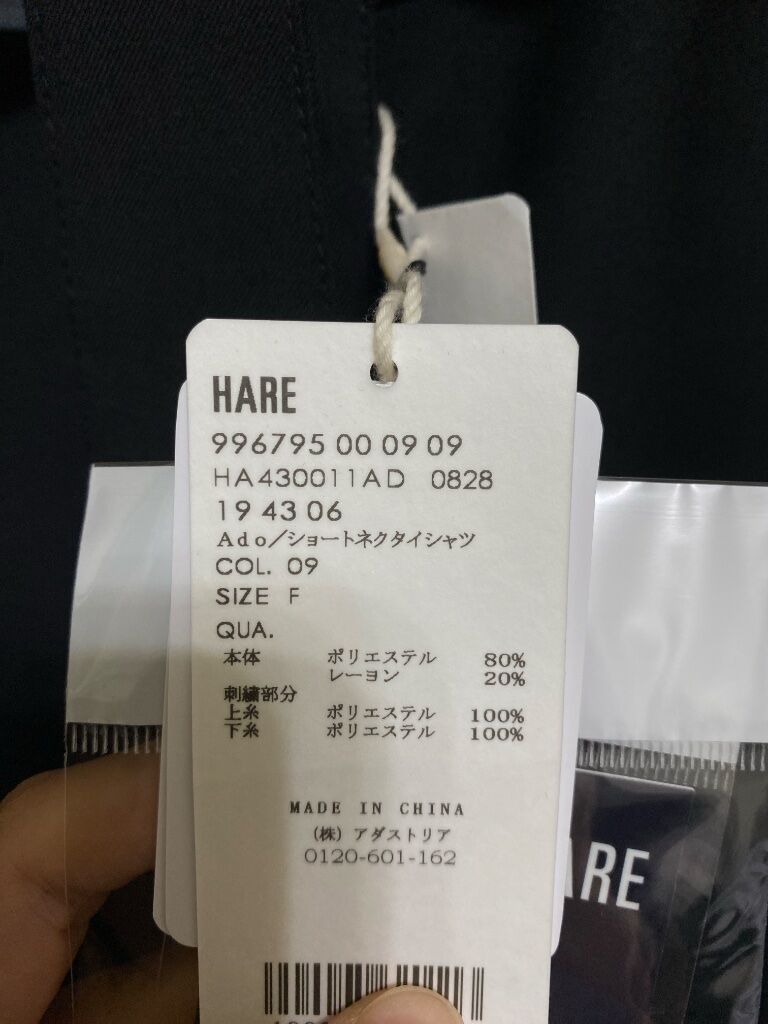 HARE
996795 00 09 09
HA430011AD 0828
19 43 06
Ado／ショートネクタイシャツ
COL. 09
SIZE F
QUA.
本体 ポリエステル 80%
レーヨン 20%
刺繍部分
上糸 ポリエステル 100%
下糸 ポリエステル 100%
MADE IN CHINA
（株）アダストリア
0120-601-162
ARE